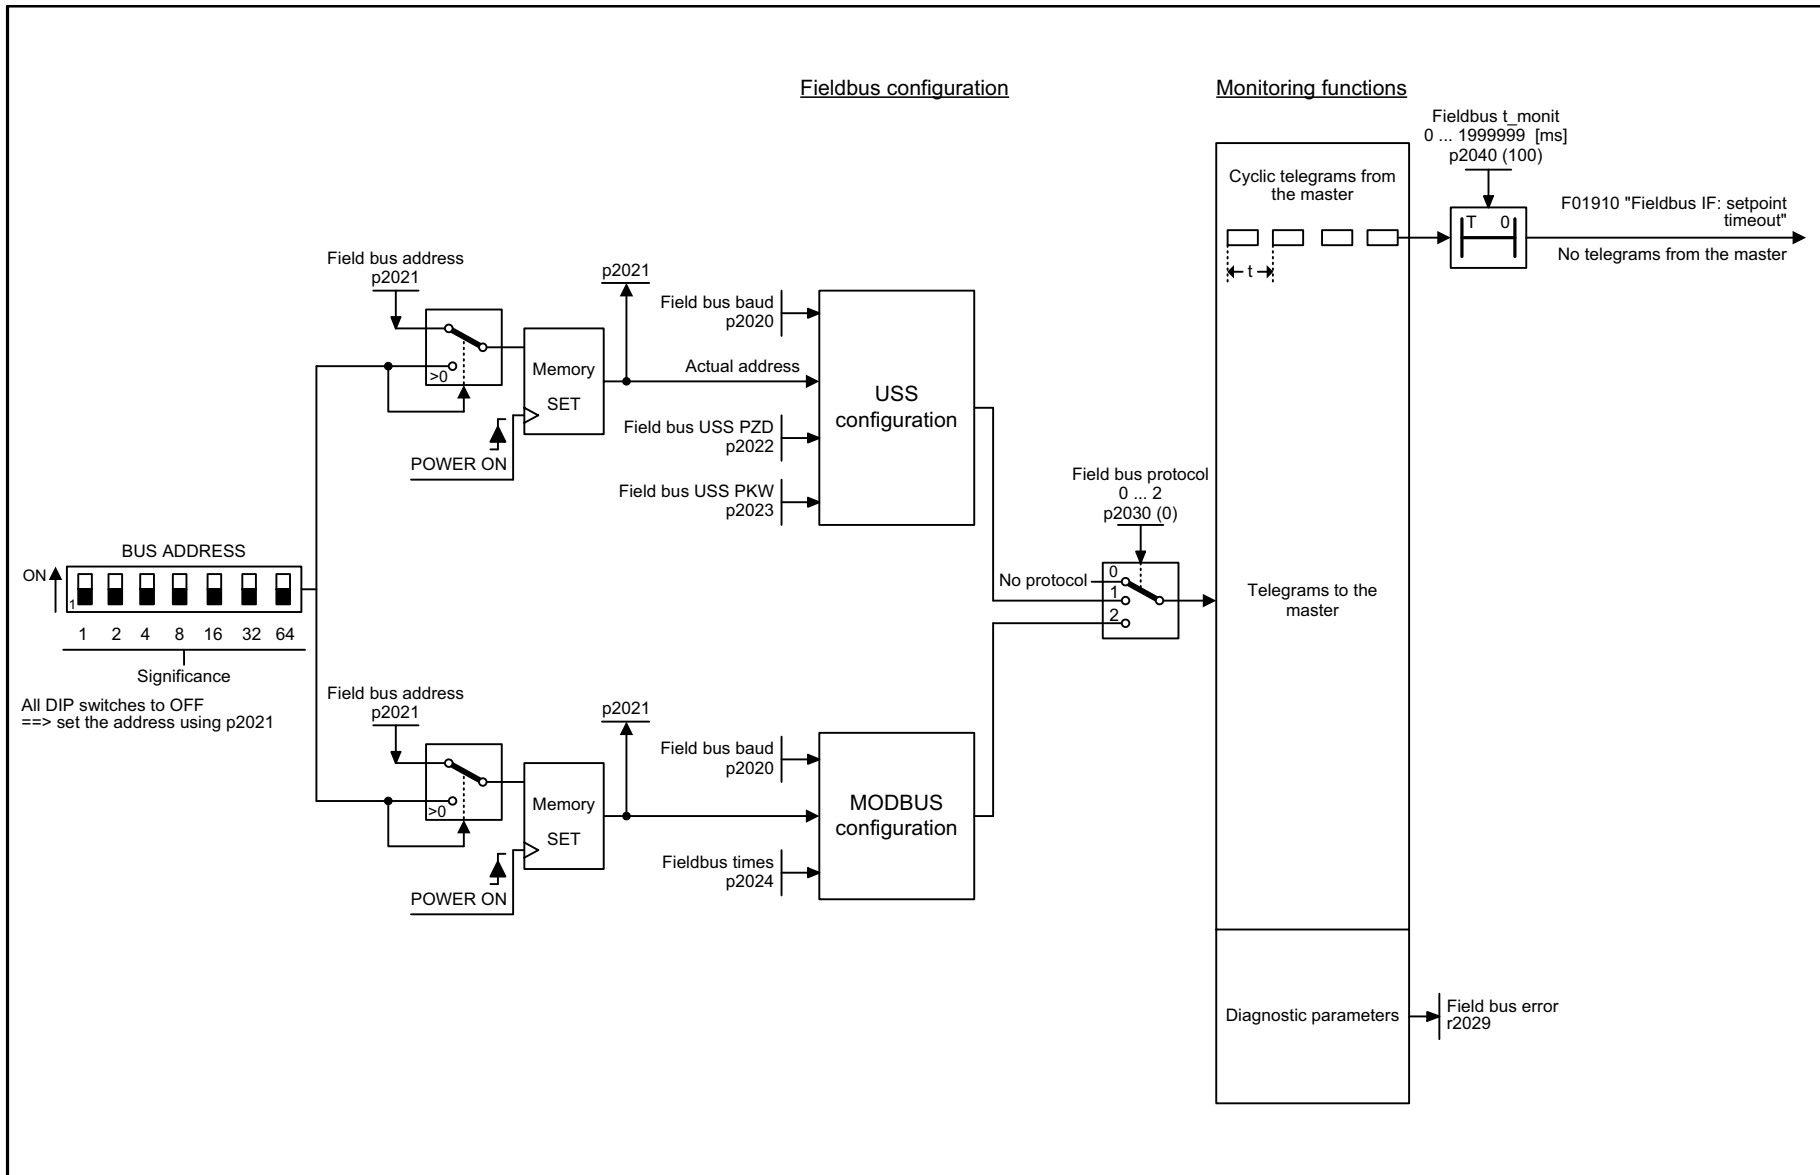 Fieldbus configuration
Monitoring functions
Fieldbus t_monit
0 ... 1999999 [ms]
p2040 (100)
Cyclic telegrams from
the master
T 0
F01910 "Fieldbus IF: setpoint
timeout"
No telegrams from the master
t
Field bus address
p2021
p2021
Field bus baud
p2020
>0
Memory
SET
Actual address
USS
configuration
POWER ON
Field bus USS PZD
p2022
Field bus USS PKW
p2023
Field bus protocol
0 ... 2
p2030 (0)
BUS ADDRESS
ON
1
1 2 4 8 16 32 64
Significance
All DIP switches to OFF
==> set the address using p2021
No protocol
0
1
2
Telegrams to the
master
Field bus address
p2021
p2021
Field bus baud
p2020
>0
Memory
SET
MODBUS
configuration
POWER ON
Fieldbus times
p2024
Diagnostic parameters
Field bus error
r2029